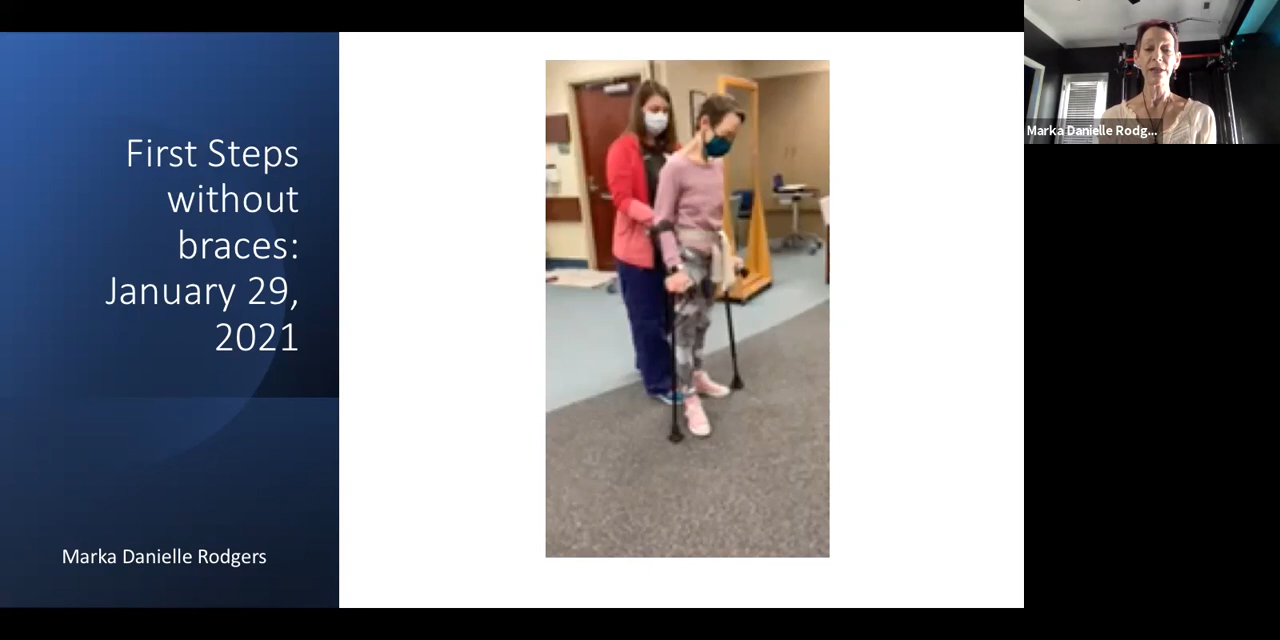 First Steps
without
braces:
January 29,
2021
Marka Danielle Rodgers
Marka Danielle Rodg...